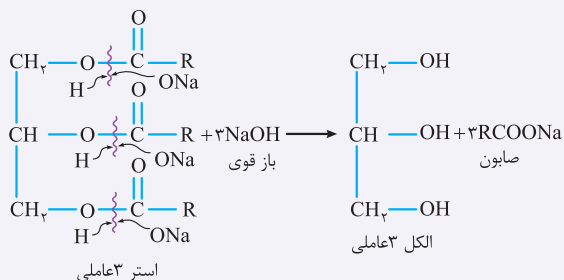 O O
CH۲ — O — C — R
H ONa
O
CH — O — C — R + ۳NaOH → CH — OH + ۳RCOONa
H ONa
باز قوی
صابون
O
CH۲ — O — C — R
H ONa
استر ۳عاملی
CH۲ — OH
CH۲ — OH
الکل ۳عاملی